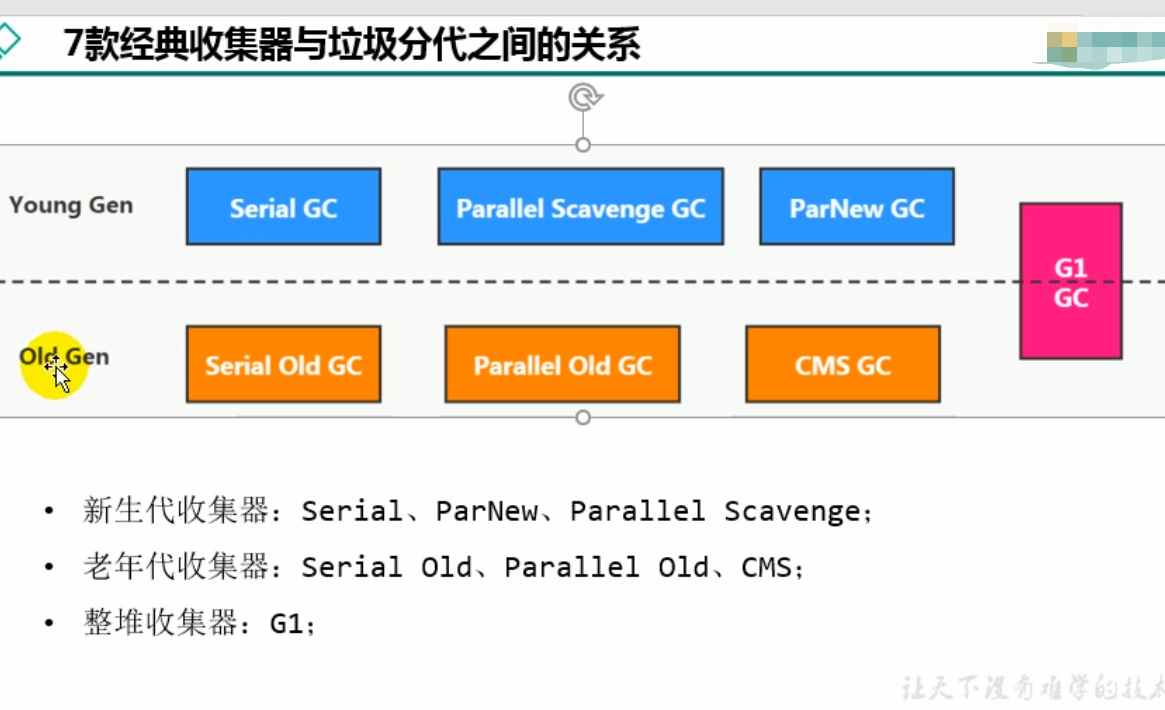 7款经典收集器与垃圾分代之间的关系
Young Gen
Serial GC
Parallel Scavenge GC
ParNew GC
G1
GC
Old Gen
Serial Old GC
Parallel Old GC
CMS GC
• 新生代收集器: Serial、ParNew、Parallel Scavenge;
• 老年代收集器: Serial Old、Parallel Old、CMS;
• 整堆收集器: G1;
让天下没有难学的技术